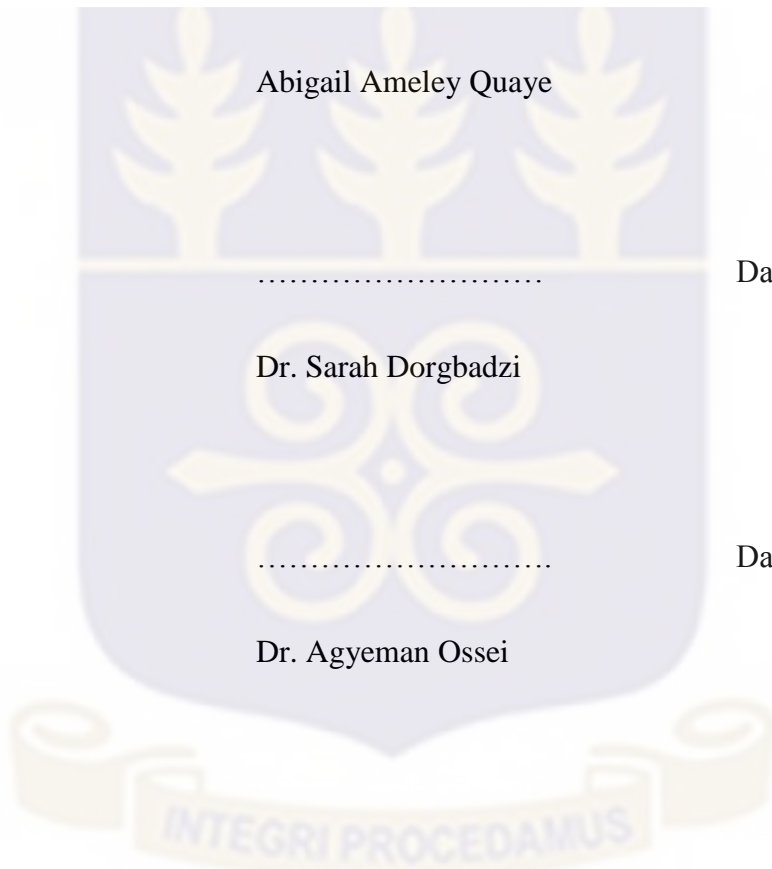 Abigail Ameley Quaye
……………………… Da
Dr. Sarah Dorgbadzi
………………………. Da
Dr. Agyeman Ossei
INTEGRI PROCEDAMUS